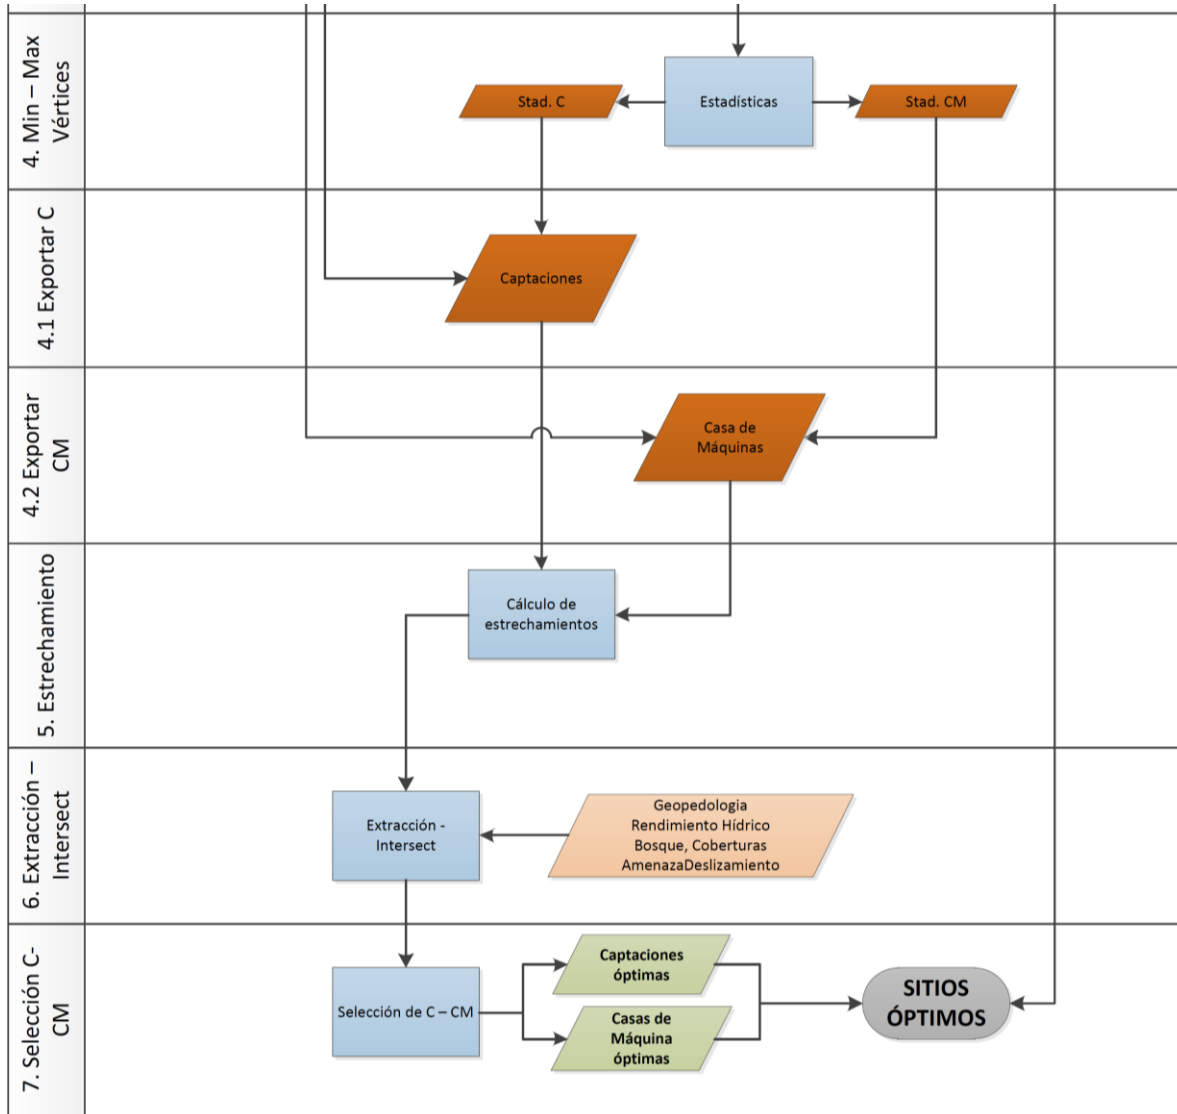 4. Min – Max
Vértices
Stad. C
Estadísticas
Stad. CM
4.1 Exportar C
Captaciones
4.2 Exportar
CM
Casa de
Máquinas
5. Estrechamiento
Cálculo de
estrechamientos
6. Extracción –
Intersect
Extracción -
Intersect
Geopedologia
Rendimiento Hídrico
Bosque, Coberturas
AmenazaDeslizamiento
7. Selección C-
CM
Selección de C – CM
Captaciones
óptimas
Casas de
Máquina
óptimas
SITIOS
ÓPTIMOS